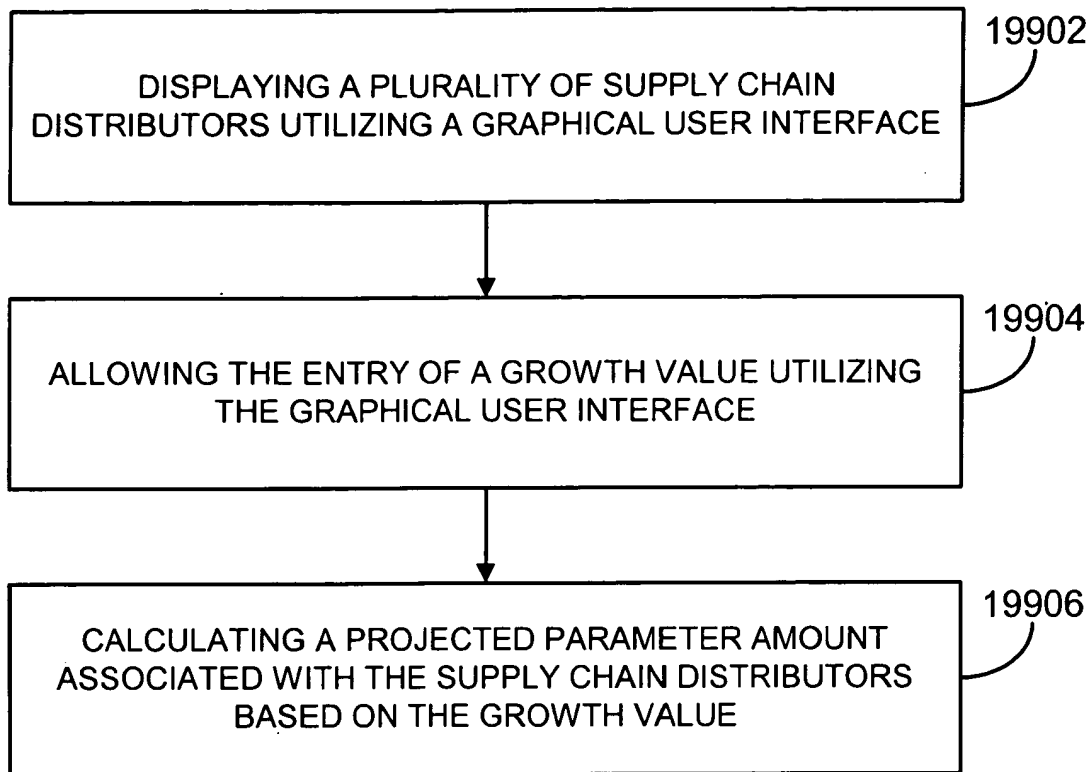 19902
DISPLAYING A PLURALITY OF SUPPLY CHAIN
DISTRIBUTORS UTILIZING A GRAPHICAL USER INTERFACE
19904
ALLOWING THE ENTRY OF A GROWTH VALUE UTILIZING
THE GRAPHICAL USER INTERFACE
19906
CALCULATING A PROJECTED PARAMETER AMOUNT
ASSOCIATED WITH THE SUPPLY CHAIN DISTRIBUTORS
BASED ON THE GROWTH VALUE